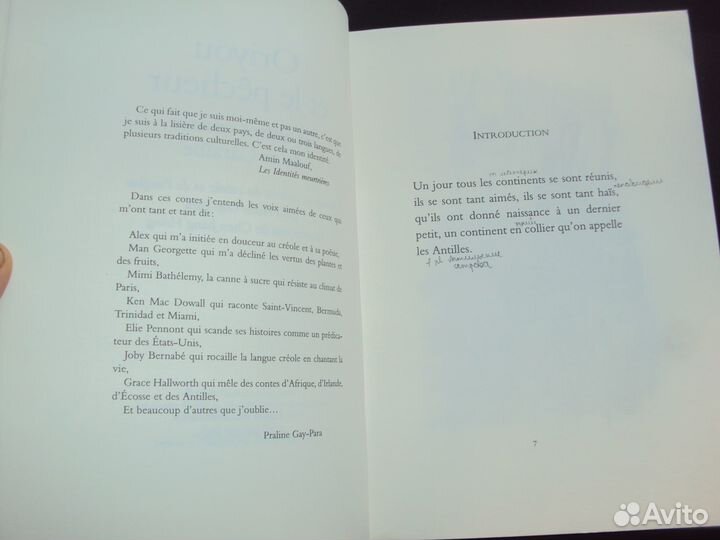 Oriyou
et le pêcheur
Ce qui fait que je suis moi-même et pas un autre, c'est que
je suis à la lisière de deux pays, de deux ou trois langues, de
plusieurs traditions culturelles. C'est cela mon identité.
Amin Maalouf,
Les Identités meurtrières
Dans ces contes j'entends les voix aimées de ceux qui
m'ont tant et tant dit :
Alex qui m'a initiée en douceur au créole et à sa poésie,
Man Georgette qui m'a décliné les vertus des plantes et
des fruits,
Mimi Bathélemy, la canne à sucre qui résiste au climat de
Paris,
Ken Mac Dowall qui raconte Saint-Vincent, Bermuda,
Trinidad et Miami,
Elie Pennont qui scande ses histoires comme un prédica-
teur des États-Unis,
Joby Bernabé qui rocaille la langue créole en chantant la
vie,
Grace Hallworth qui mêle des contes d'Afrique, d'Irlande,
d'Écosse et des Antilles,
Et beaucoup d'autres que j'oublie…
Praline Gay-Para
INTRODUCTION
Un jour tous les continents se sont réunis,
ils se sont tant aimés, ils se sont tant haïs,
qu'ils ont donné naissance à un dernier
petit, un continent en collier qu'on appelle
les Antilles.
7
Avito